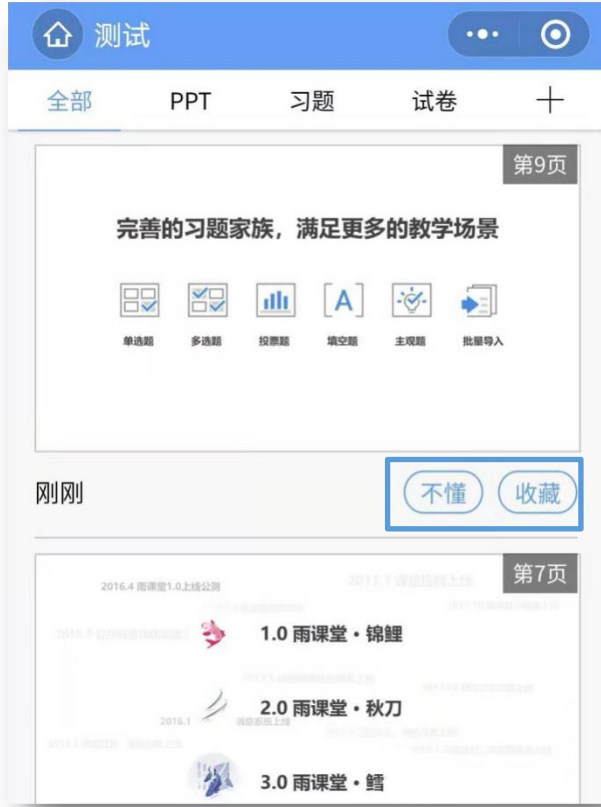 测试
全部 PPT 习题 试卷
第9页
完善的习题家族，满足更多的教学场景
[A]
单选题 多选题 投票题 填空题 主观题 批量导入
刚刚 不懂 收藏
第7页
2016.4 雨课堂1.0上线公测
1.0 雨课堂·锦鲤
2.0 雨课堂·秋刀
2016.1
3.0 雨课堂·鳕